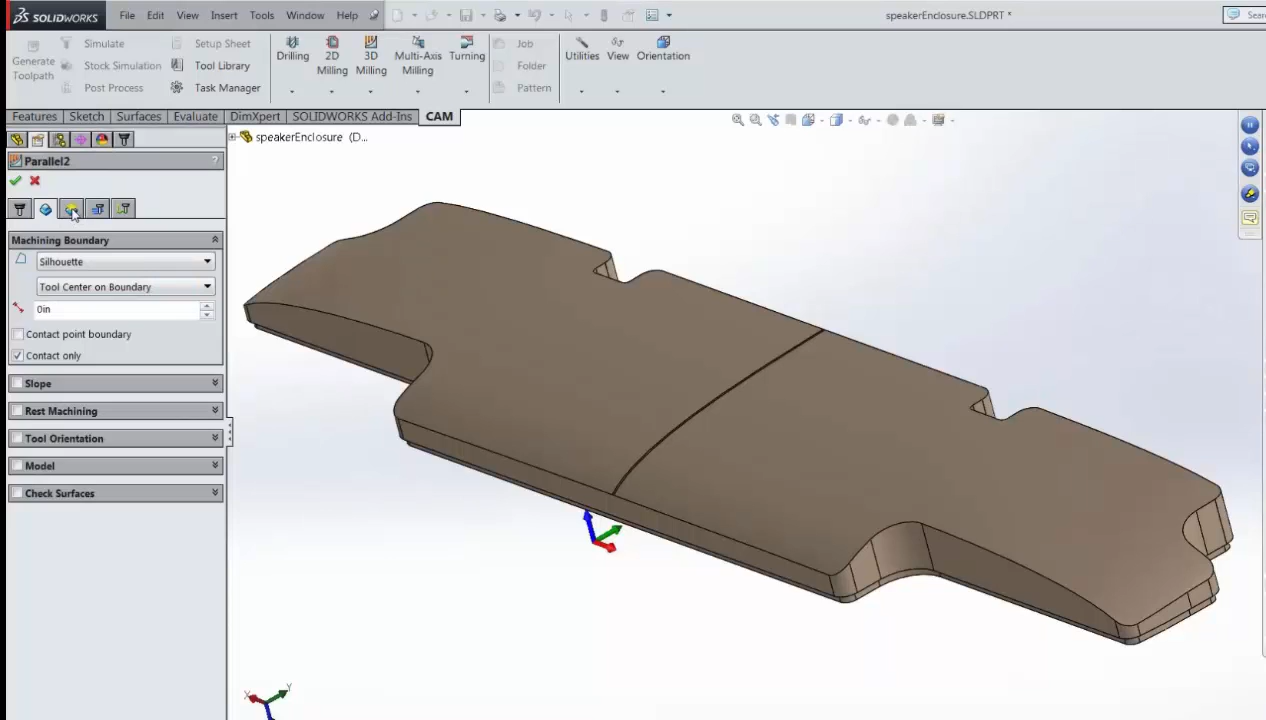 SOLIDWORKS File Edit View Insert Tools Window Help speakerEnclosure.SLDPRT * Sear
Generate Toolpath
Simulate
Stock Simulation
Post Process
Setup Sheet
Tool Library
Task Manager
Drilling
2D Milling
3D Milling
Multi-Axis Milling
Turning
Job
Folder
Pattern
Utilities
View
Orientation
Features Sketch Surfaces Evaluate DimXpert SOLIDWORKS Add-Ins CAM
speakerEnclosure (D...
Parallel2 ?
Machining Boundary
Silhouette
Tool Center on Boundary
0in
Contact point boundary
Contact only
Slope
Rest Machining
Tool Orientation
Model
Check Surfaces
X Y